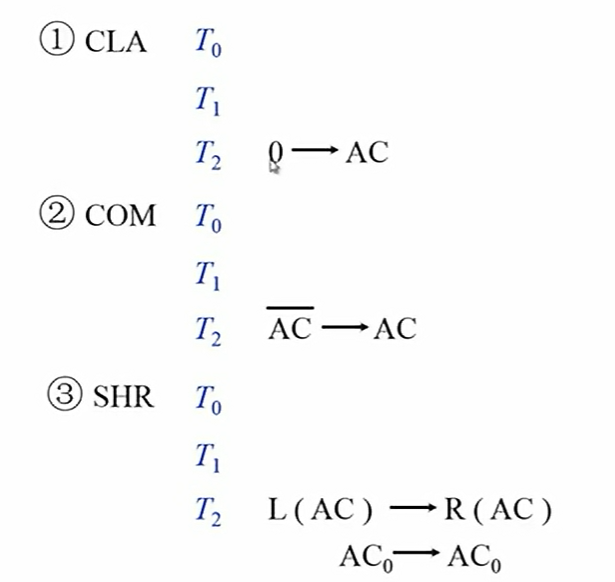 ① CLA T₀
T₁
T₂ 0 → AC
② COM T₀
T₁
T₂ A̅C̅ → AC
③ SHR T₀
T₁
T₂ L ( AC ) → R ( AC )
AC₀ → AC₀